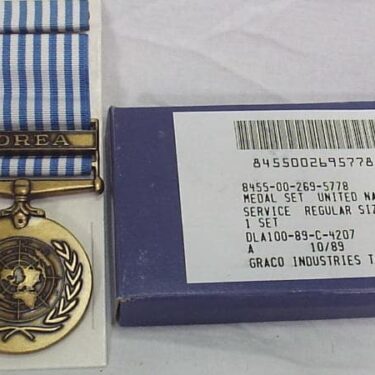 OREA
8455002695778
8455-00-269-5778
MEDAL SET UNITED NA
SERVICE REGULAR SIZ
1 SET
DLA100-89-C-4207
A 10/89
GRACO INDUSTRIES T